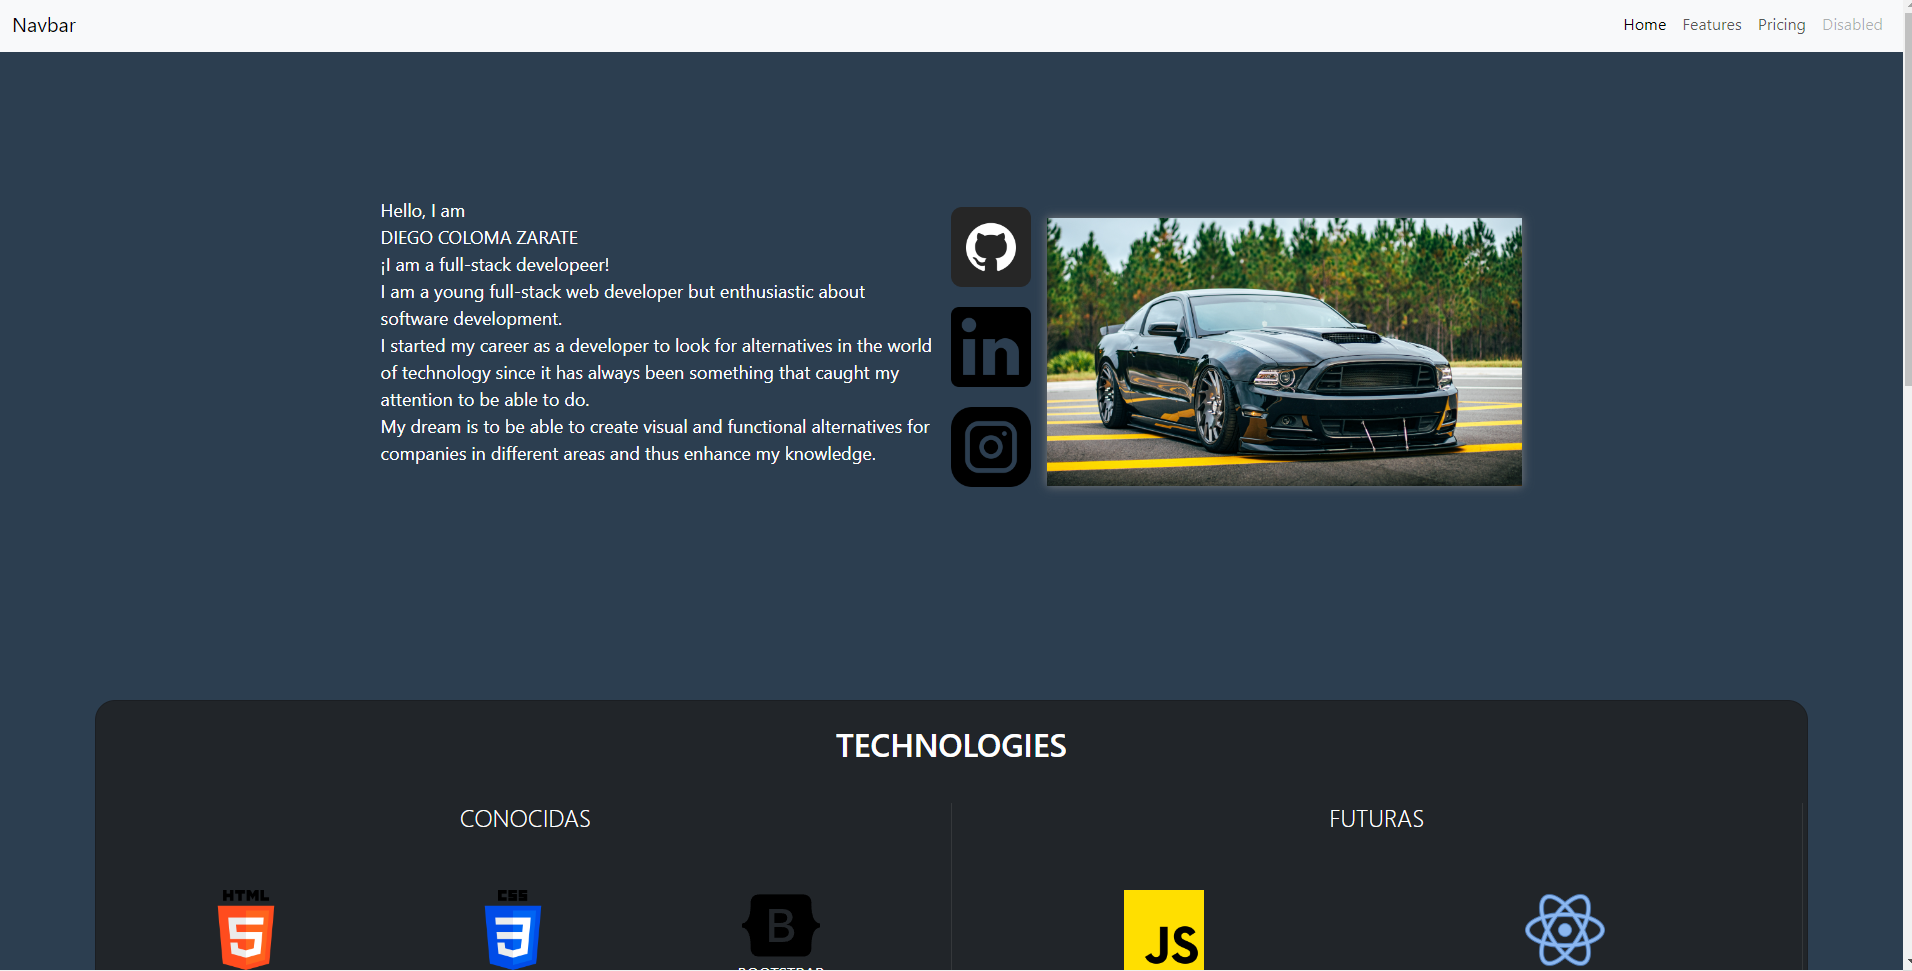 Navbar
Home Features Pricing Disabled
Hello, I am
DIEGO COLOMA ZARATE
¡I am a full-stack developeer!
I am a young full-stack web developer but enthusiastic about
software development.
I started my career as a developer to look for alternatives in the world
of technology since it has always been something that caught my
attention to be able to do.
My dream is to be able to create visual and functional alternatives for
companies in different areas and thus enhance my knowledge.
in
TECHNOLOGIES
CONOCIDAS
FUTURAS
HTML
5
CSS
3
B
BOOTSTRAP
JS